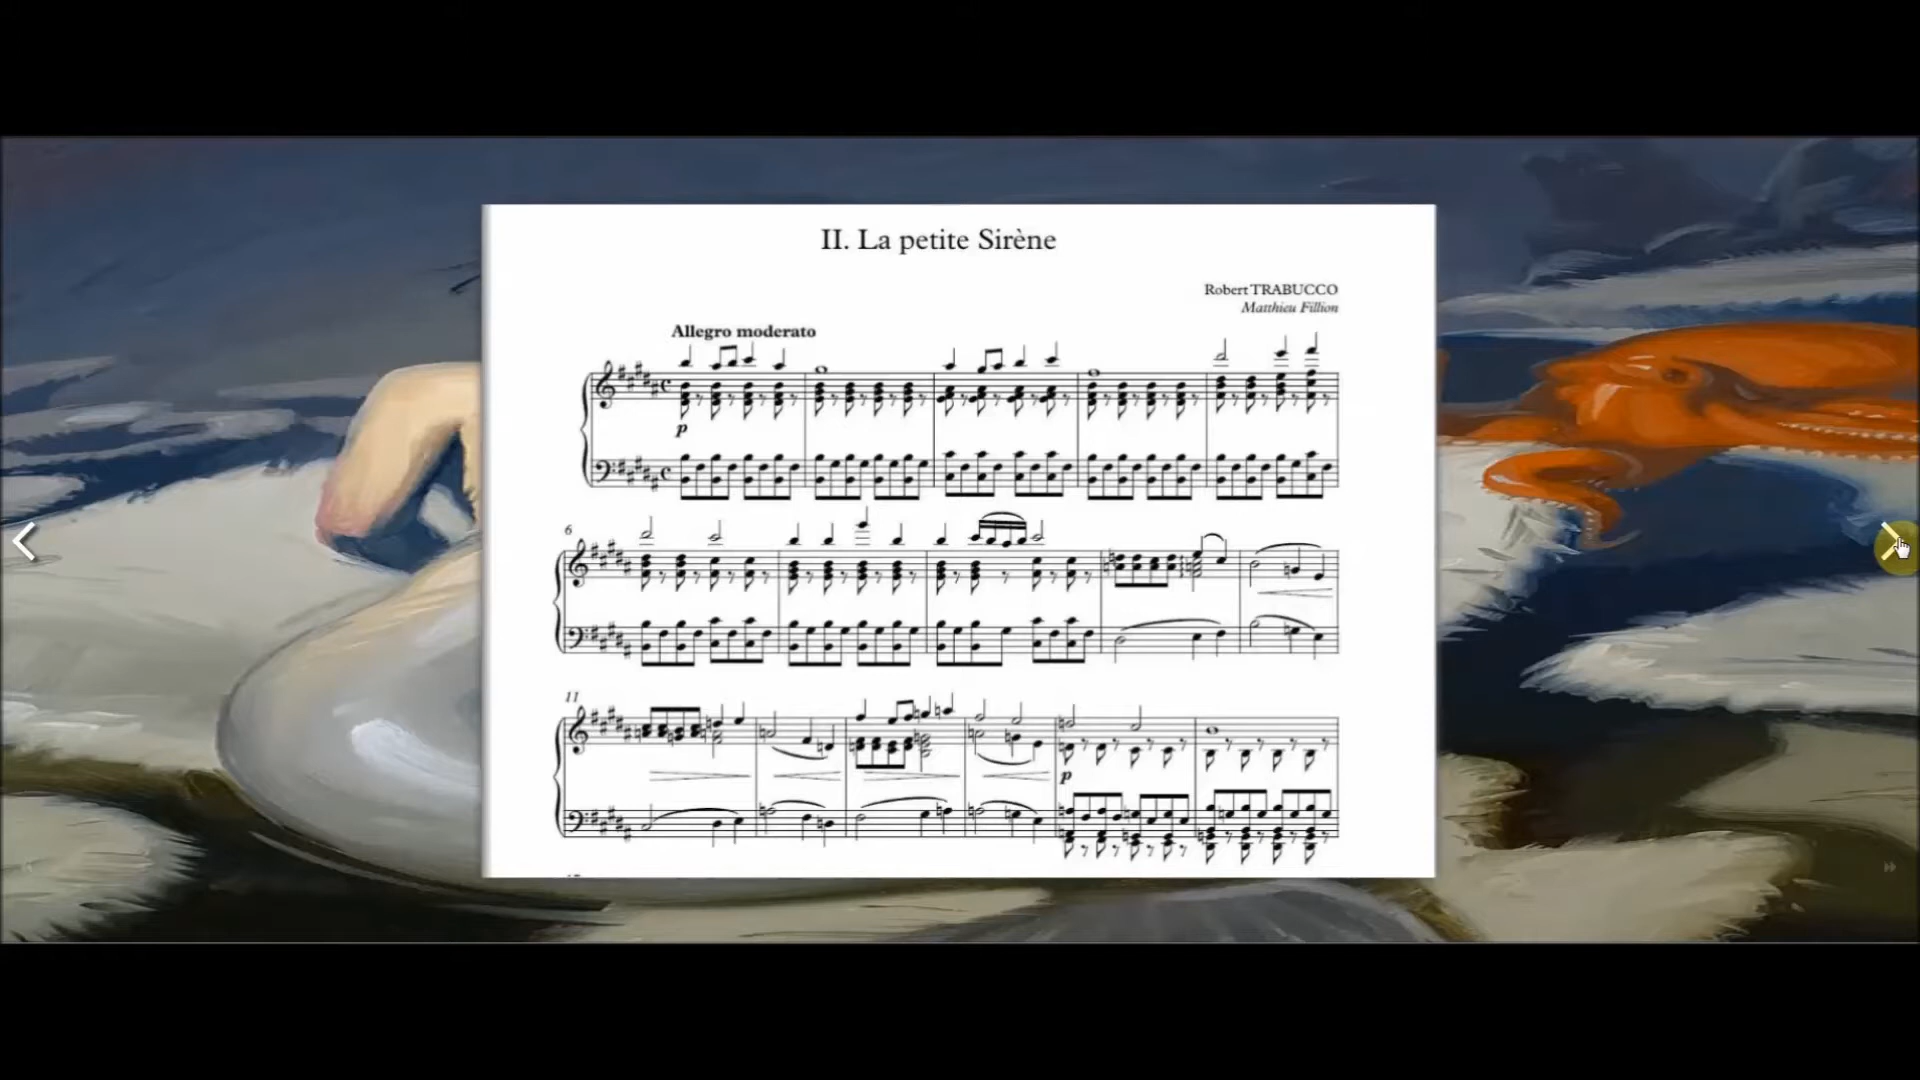 II. La petite Sirène
Robert TRABUCCO
Matthieu Fillion
Allegro moderato
p
6
11
p